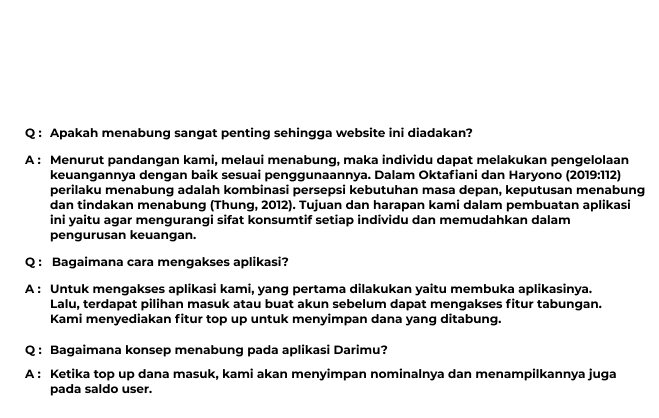 Q : Apakah menabung sangat penting sehingga website ini diadakan?
A : Menurut pandangan kami, melaui menabung, maka individu dapat melakukan pengelolaan
keuangannya dengan baik sesuai penggunaannya. Dalam Oktafiani dan Haryono (2019:112)
perilaku menabung adalah kombinasi persepsi kebutuhan masa depan, keputusan menabung
dan tindakan menabung (Thung, 2012). Tujuan dan harapan kami dalam pembuatan aplikasi
ini yaitu agar mengurangi sifat konsumtif setiap individu dan memudahkan dalam
pengurusan keuangan.
Q : Bagaimana cara mengakses aplikasi?
A : Untuk mengakses aplikasi kami, yang pertama dilakukan yaitu membuka aplikasinya.
Lalu, terdapat pilihan masuk atau buat akun sebelum dapat mengakses fitur tabungan.
Kami menyediakan fitur top up untuk menyimpan dana yang ditabung.
Q : Bagaimana konsep menabung pada aplikasi Darimu?
A : Ketika top up dana masuk, kami akan menyimpan nominalnya dan menampilkannya juga
pada saldo user.